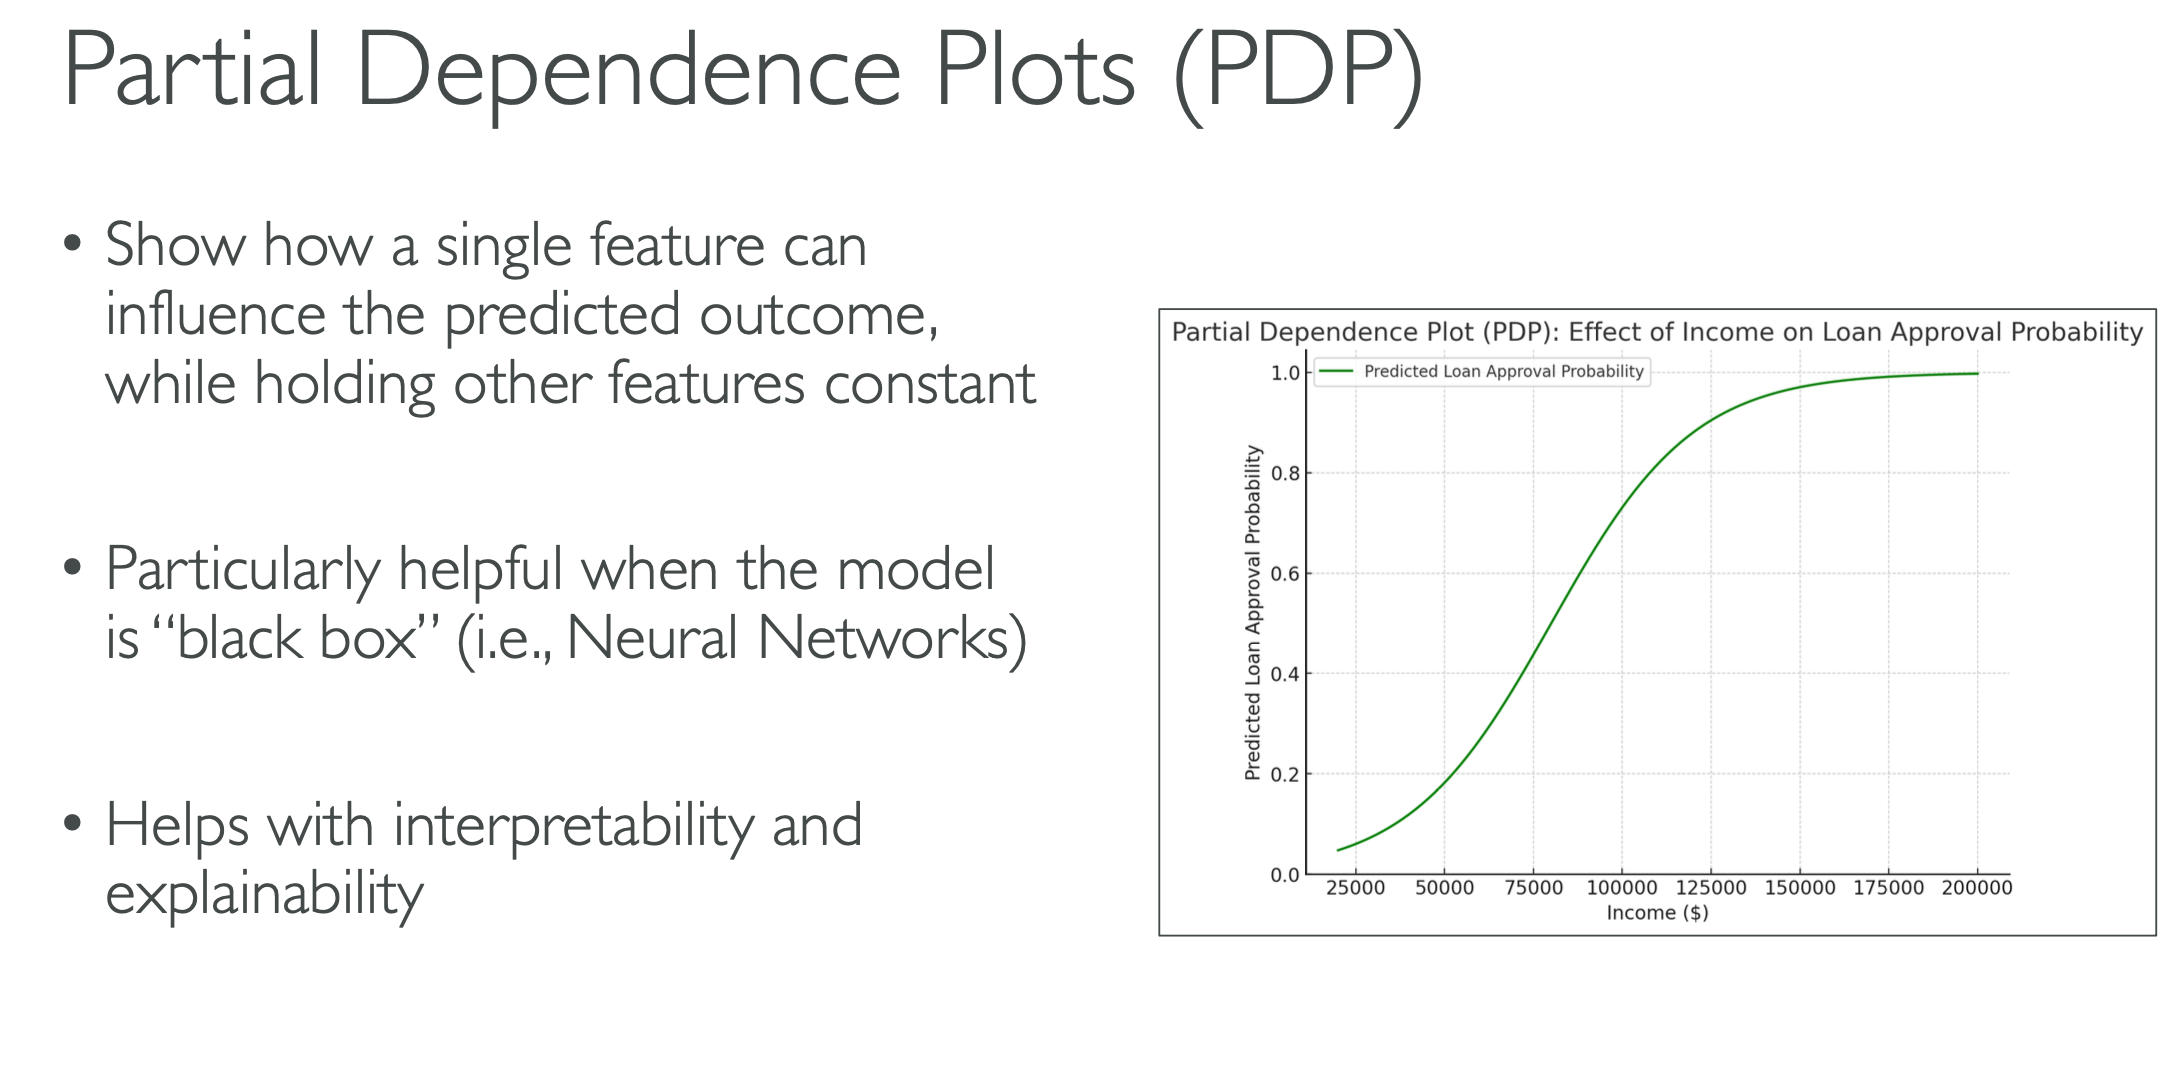 Partial Dependence Plots (PDP)
• Show how a single feature can
influence the predicted outcome,
while holding other features constant
• Particularly helpful when the model
is “black box” (i.e., Neural Networks)
• Helps with interpretability and
explainability
Partial Dependence Plot (PDP): Effect of Income on Loan Approval Probability
Predicted Loan Approval Probability
Predicted Loan Approval Probability
1.0
0.8
0.6
0.4
0.2
0.0
25000 50000 75000 100000 125000 150000 175000 200000
Income ($)